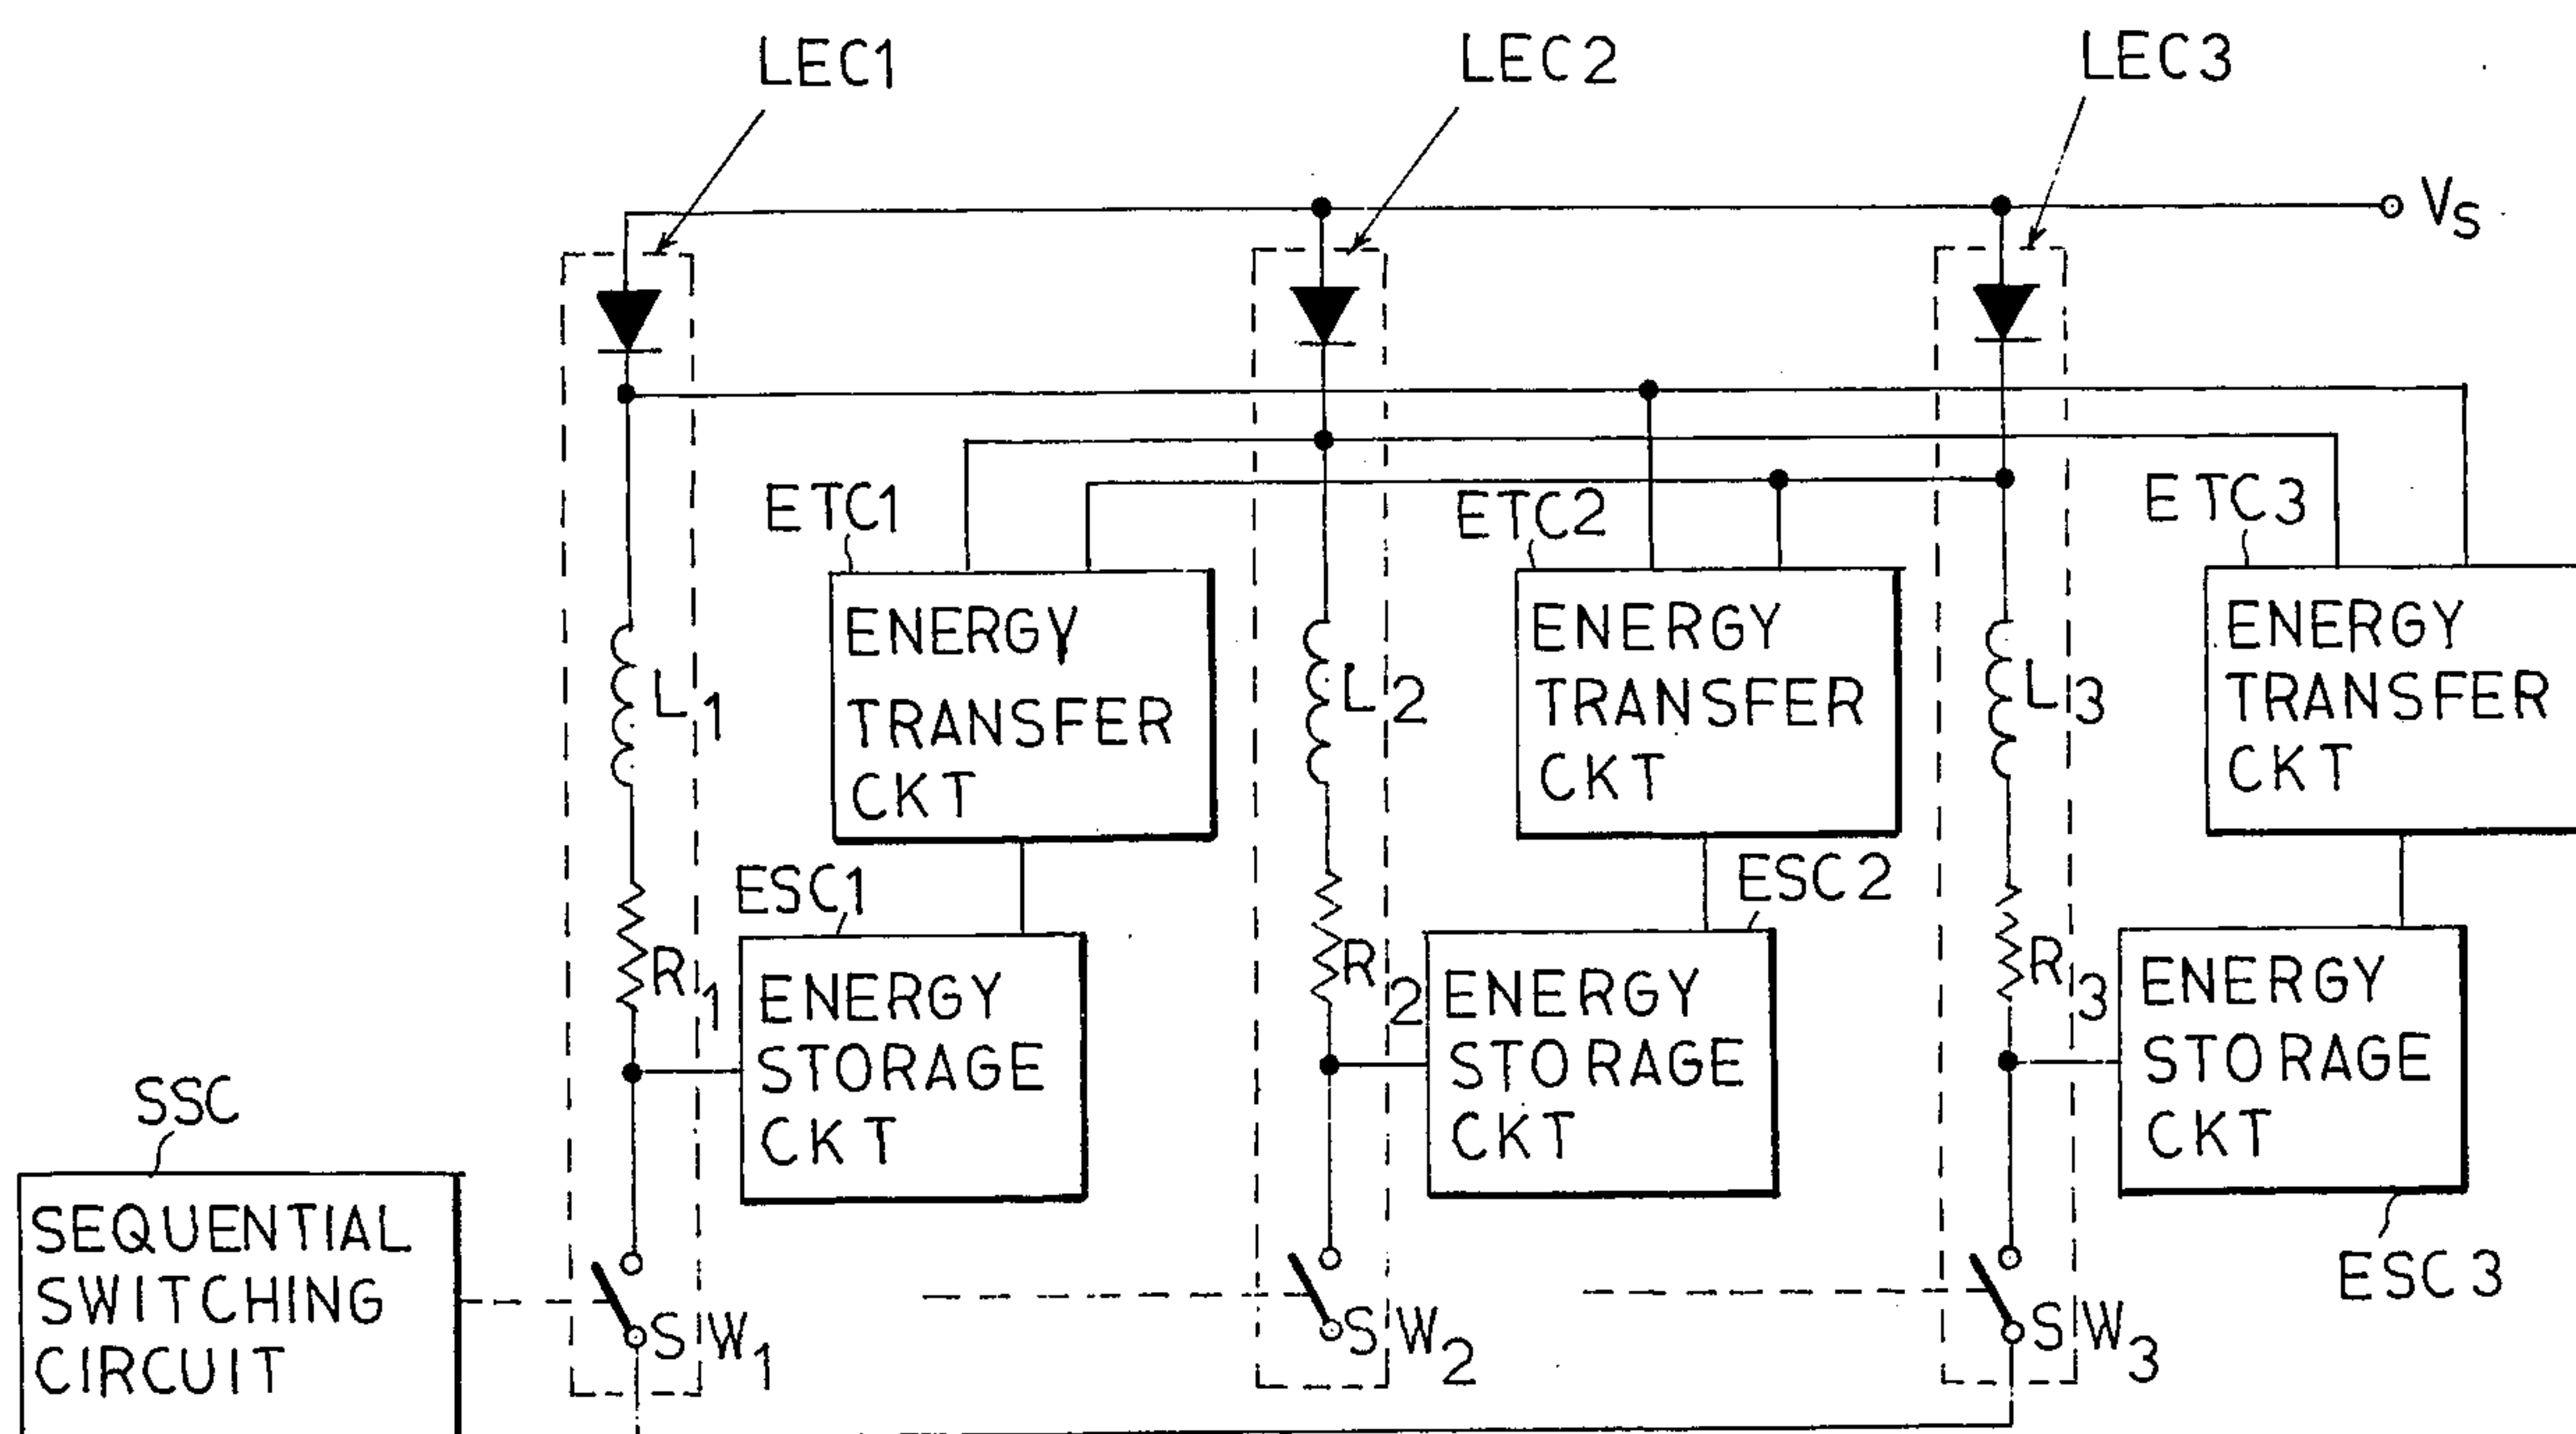 LEC1
LEC2
LEC3
VS
ETC1
ETC2
ETC3
ENERGY
TRANSFER
CKT
ENERGY
TRANSFER
CKT
ENERGY
TRANSFER
CKT
L1
L2
L3
ESC1
ESC2
R1
R2
R3
ENERGY
STORAGE
CKT
ENERGY
STORAGE
CKT
ENERGY
STORAGE
CKT
SSC
SEQUENTIAL
SWITCHING
CIRCUIT
SW1
SW2
SW3
ESC3